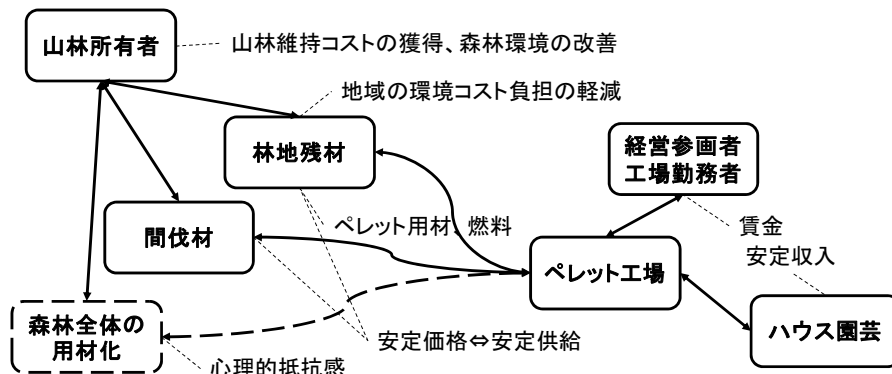 山林所有者
山林維持コストの獲得、森林環境の改善
地域の環境コスト負担の軽減
林地残材
経営参画者
工場勤務者
間伐材
ペレット用材、燃料
賃金
安定収入
ペレット工場
森林全体の
用材化
安定価格⇔安定供給
ハウス園芸
心理的抵抗感